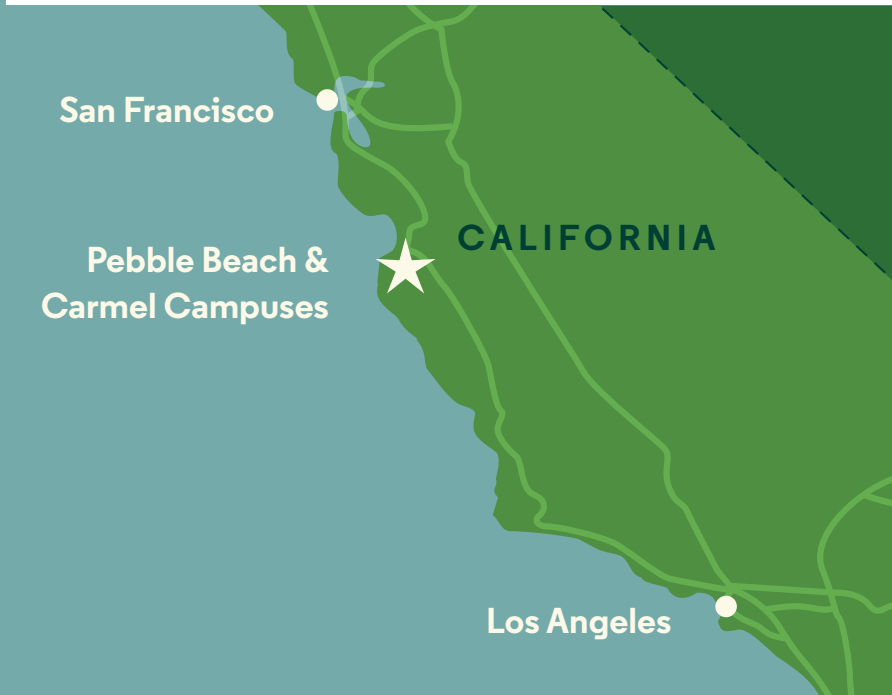 San Francisco
CALIFORNIA
Pebble Beach &
Carmel Campuses
Los Angeles